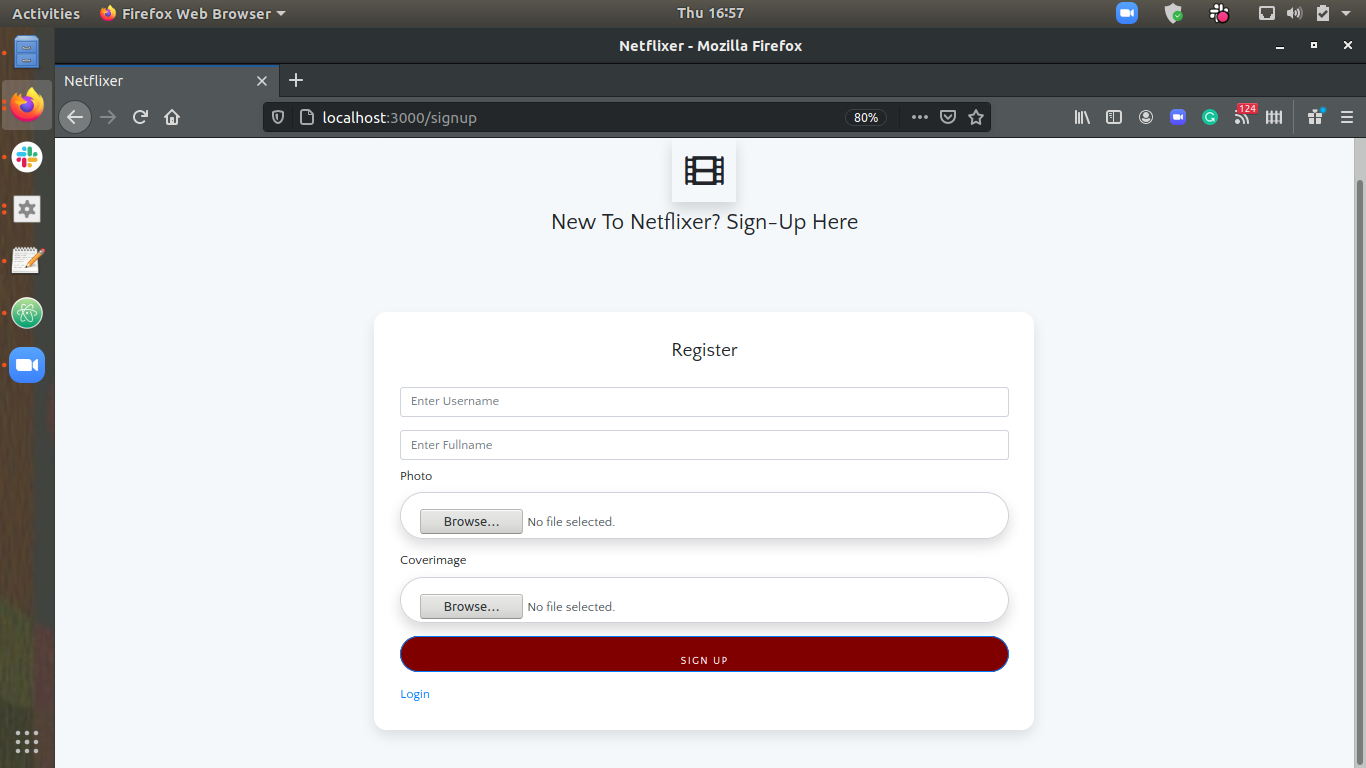 Activities Firefox Web Browser Thu 16:57
Netflixer - Mozilla Firefox
Netflixer
localhost:3000/signup 80% 124
New To Netflixer? Sign-Up Here
Register
Enter Username
Enter Fullname
Photo
Browse... No file selected.
Coverimage
Browse... No file selected.
SIGN UP
Login